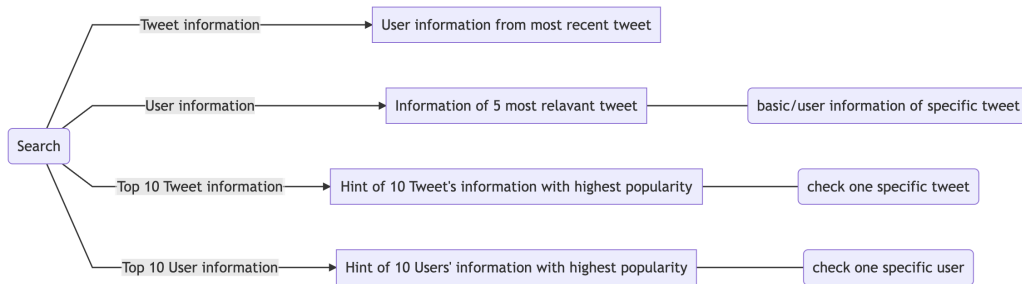 Tweet information
User information from most recent tweet
User information
Information of 5 most relavant tweet
basic/user information of specific tweet
Search
Top 10 Tweet information
Hint of 10 Tweet's information with highest popularity
check one specific tweet
Top 10 User information
Hint of 10 Users' information with highest popularity
check one specific user